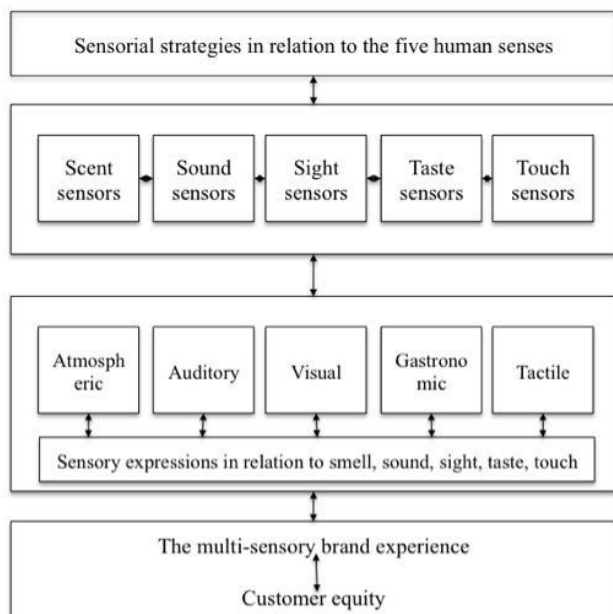 Sensorial strategies in relation to the five human senses
Scent
sensors
Sound
sensors
Sight
sensors
Taste
sensors
Touch
sensors
Atmosph
eric
Auditory
Visual
Gastrono
mic
Tactile
Sensory expressions in relation to smell, sound, sight, taste, touch
The multi-sensory brand experience
Customer equity